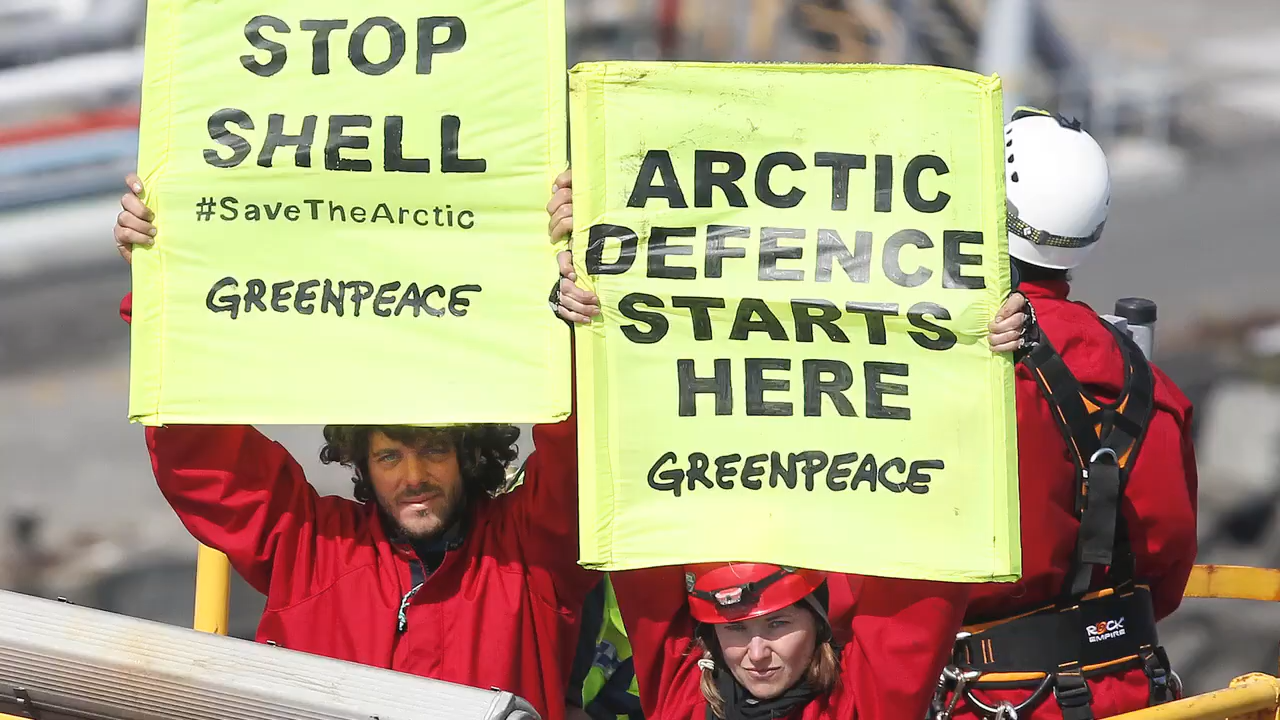 STOP
SHELL
#SaveTheArctic
GREENPEACE
ARCTIC
DEFENCE
STARTS
HERE
GREENPEACE
ROCK
EMPIRE